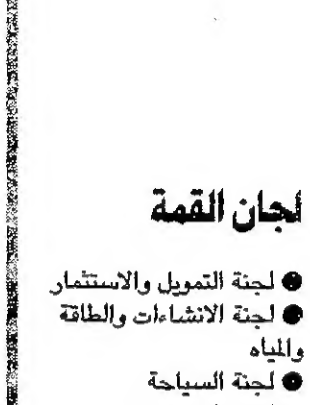 لجان القمة
● لجنة التمويل والاستثمار
● لجنة الانشاءات والطاقة
والمياه
● لجنة السياحة